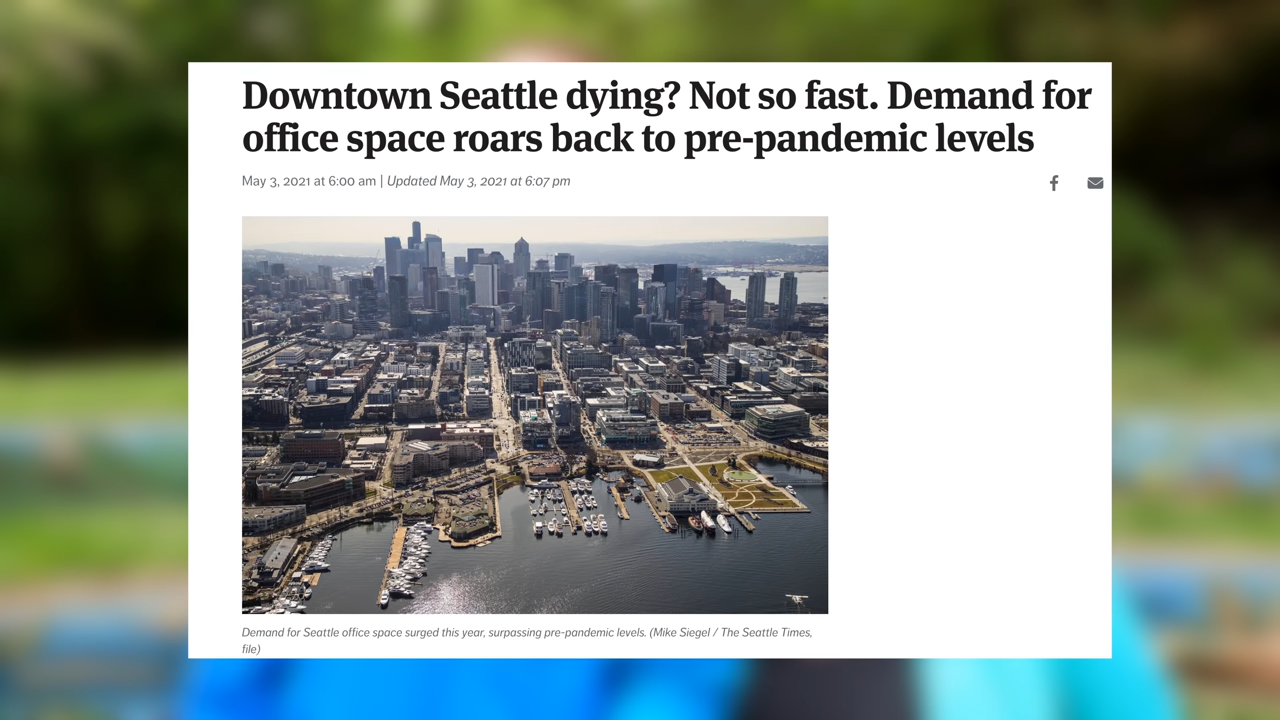 Downtown Seattle dying? Not so fast. Demand for
office space roars back to pre-pandemic levels
May 3, 2021 at 6:00 am | Updated May 3, 2021 at 6:07 pm
Demand for Seattle office space surged this year, surpassing pre-pandemic levels. (Mike Siegel / The Seattle Times,
file)